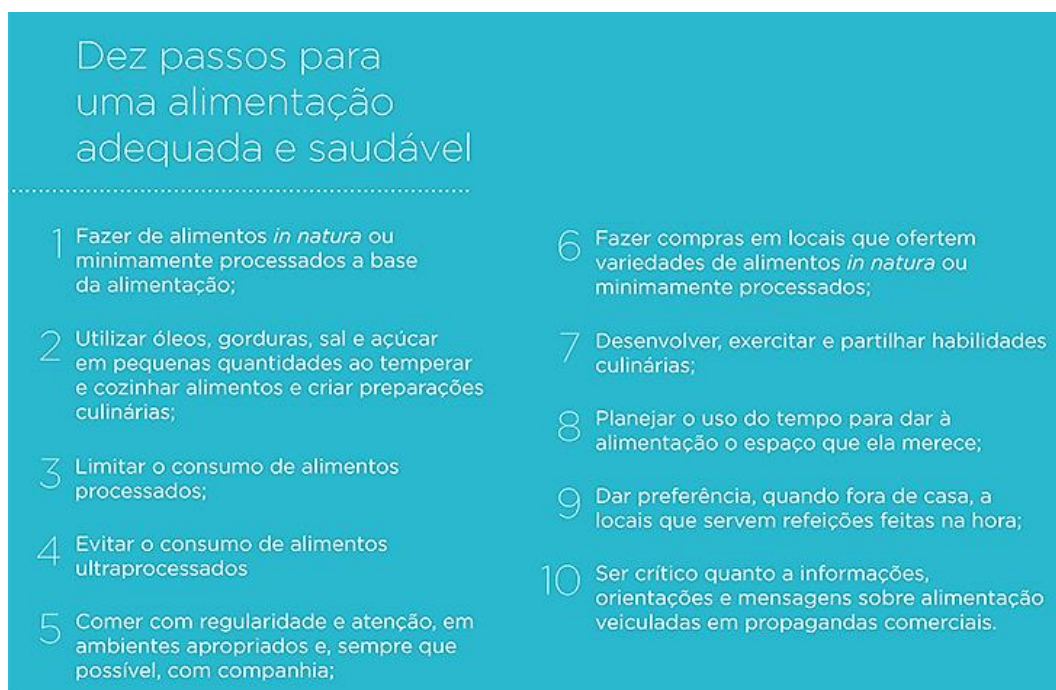 Dez passos para
uma alimentação
adequada e saudável
1 Fazer de alimentos in natura ou
minimamente processados a base
da alimentação;
2 Utilizar óleos, gorduras, sal e açúcar
em pequenas quantidades ao temperar
e cozinhar alimentos e criar preparações
culinárias;
3 Limitar o consumo de alimentos
processados;
4 Evitar o consumo de alimentos
ultraprocessados
5 Comer com regularidade e atenção, em
ambientes apropriados e, sempre que
possível, com companhia;
6 Fazer compras em locais que ofertem
variedades de alimentos in natura ou
minimamente processados;
7 Desenvolver, exercitar e partilhar habilidades
culinárias;
8 Planejar o uso do tempo para dar à
alimentação o espaço que ela merece;
9 Dar preferência, quando fora de casa, a
locais que servem refeições feitas na hora;
10 Ser crítico quanto a informações,
orientações e mensagens sobre alimentação
veiculadas em propagandas comerciais.